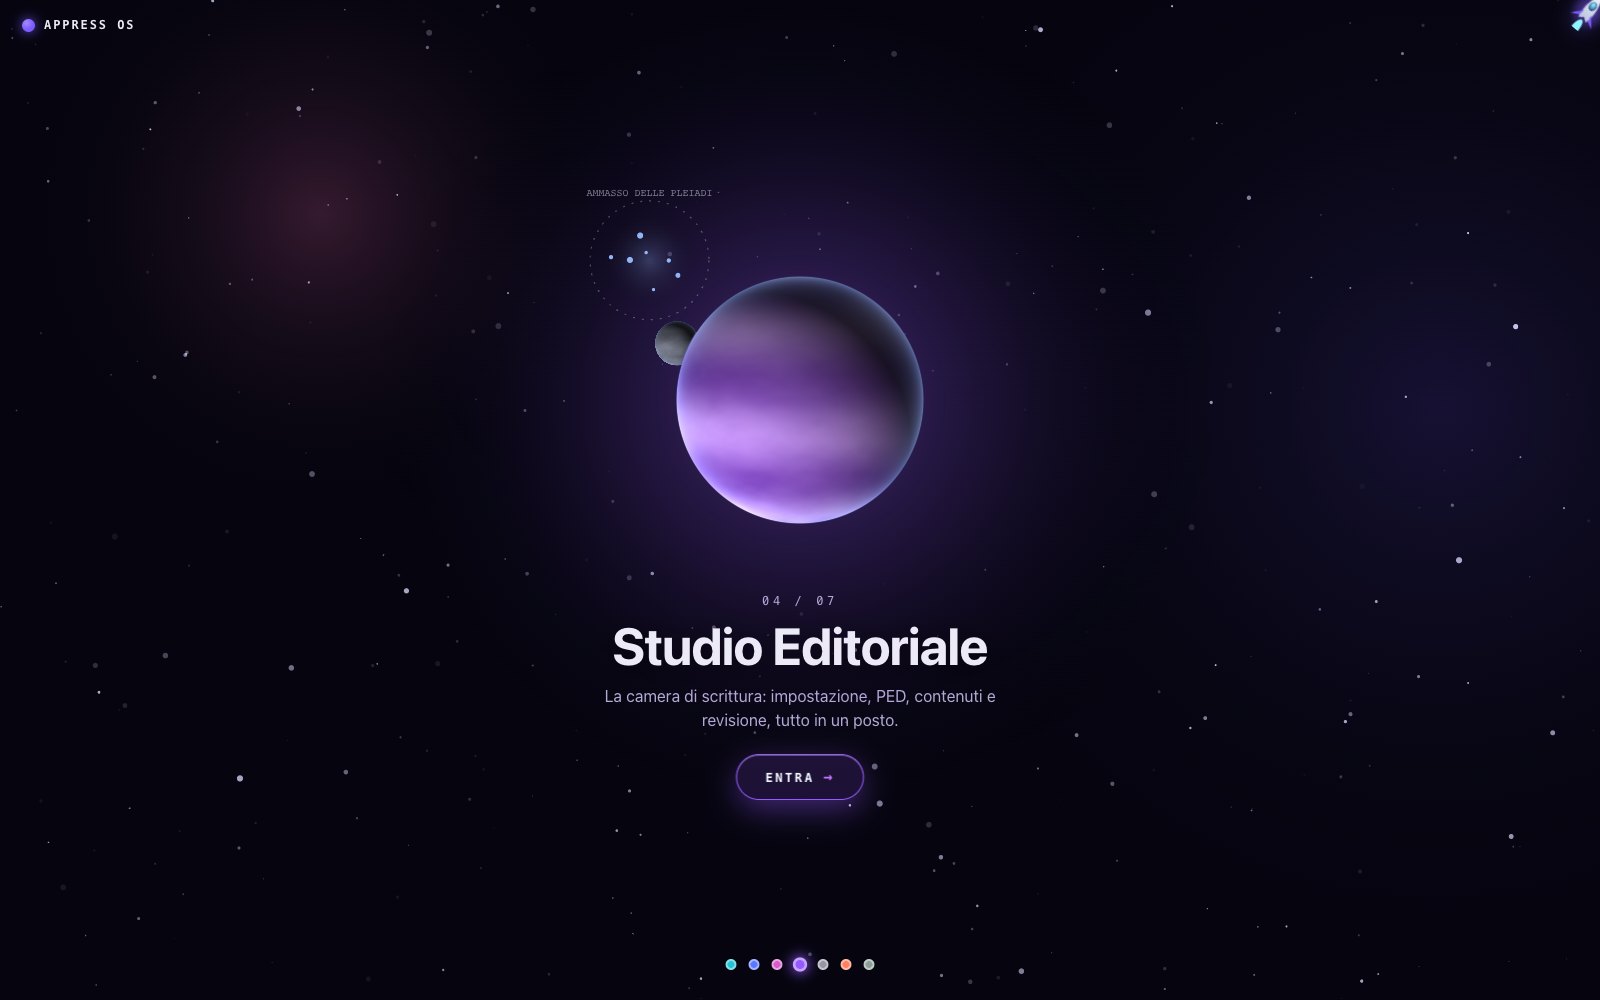 APPRESS OS
AMMASSO DELLE PLEIADI ·
04 / 07
Studio Editoriale
La camera di scrittura: impostazione, PED, contenuti e
revisione, tutto in un posto.
ENTRA →